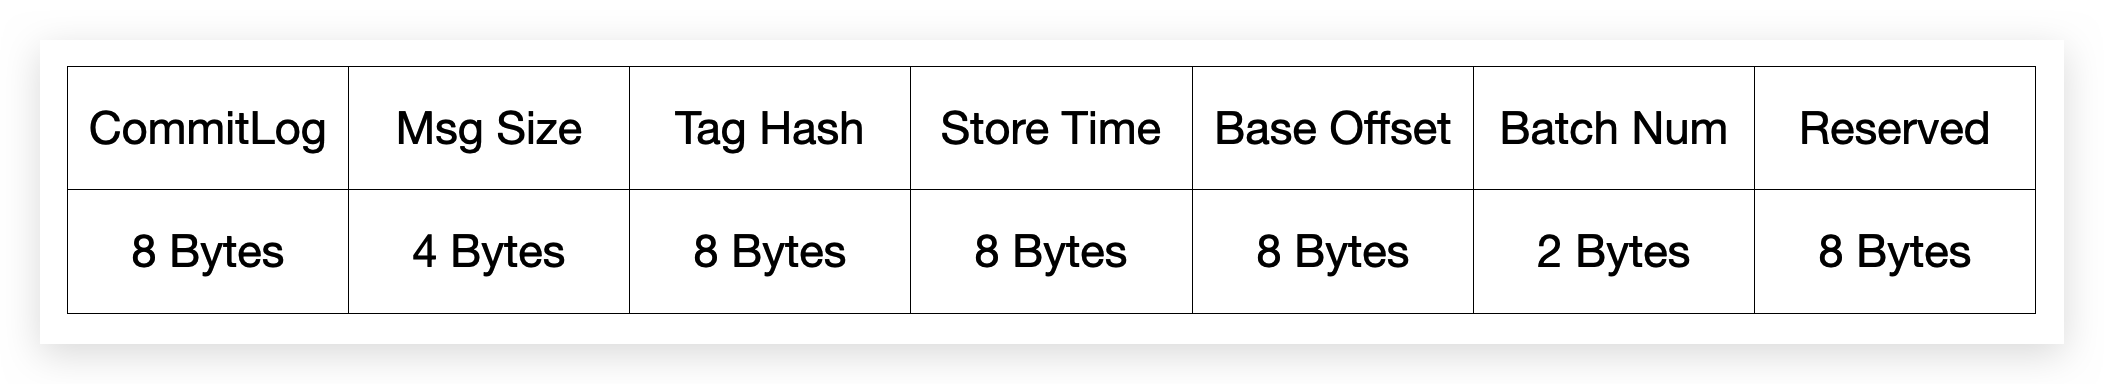 CommitLog Msg Size Tag Hash Store Time Base Offset Batch Num Reserved
8 Bytes 4 Bytes 8 Bytes 8 Bytes 8 Bytes 2 Bytes 8 Bytes